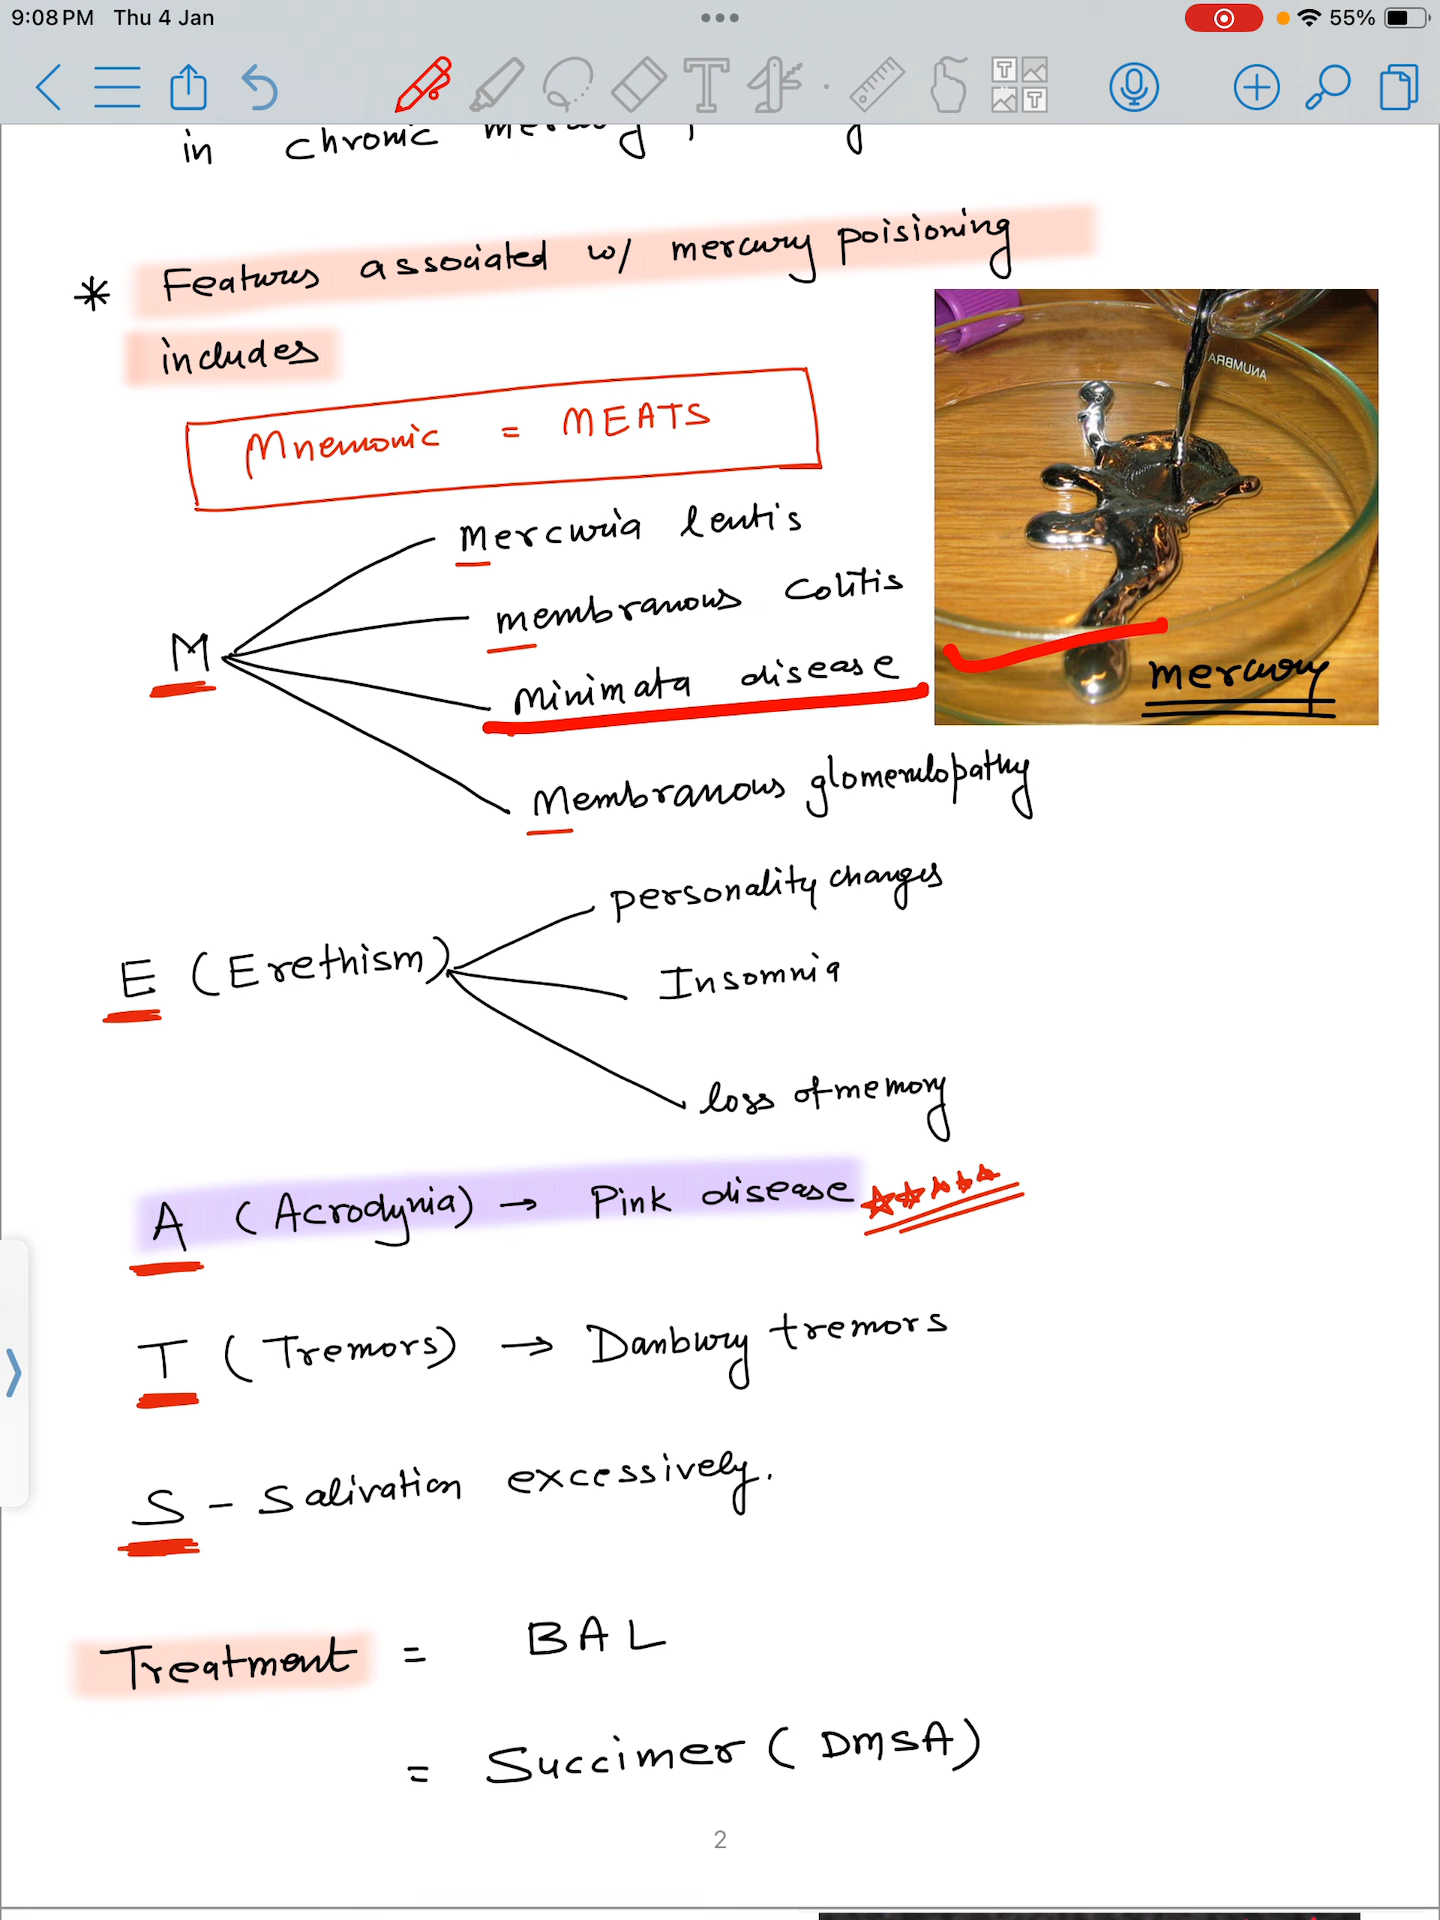 9:08 PM Thu 4 Jan
55%
in chronic
* Features associated w/ mercury poisioning
includes
ANUMBRA
Mnemonic = MEATS
Mercuria lentis
membranous Colitis
M
Minimata disease
mercury
Membranous glomerulopathy
personality changes
E (Erethism)
Insomnia
loss of memory
A (Acrodynia) → Pink disease
T (Tremors) → Danbury tremors
S - Salivation excessively.
Treatment = BAL
= Succimer (DMSA)
2